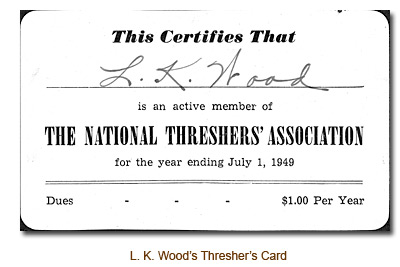 This Certifies That
L. K. Wood
is an active member of
THE NATIONAL THRESHERS' ASSOCIATION
for the year ending July 1, 1949
Dues - - - $1.00 Per Year
L. K. Wood's Thresher's Card